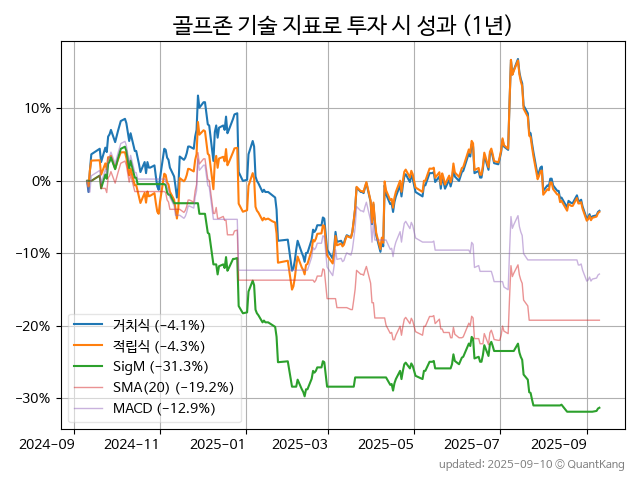 골프존 기술 지표로 투자 시 성과 (1년)
10%
0%
−10%
−20%
−30%
거치식 (−4.1%)
적립식 (−4.3%)
SigM (−31.3%)
SMA(20) (−19.2%)
MACD (−12.9%)
2024-09
2024-11
2025-01
2025-03
2025-05
2025-07
2025-09
updated: 2025-09-10 © QuantKang